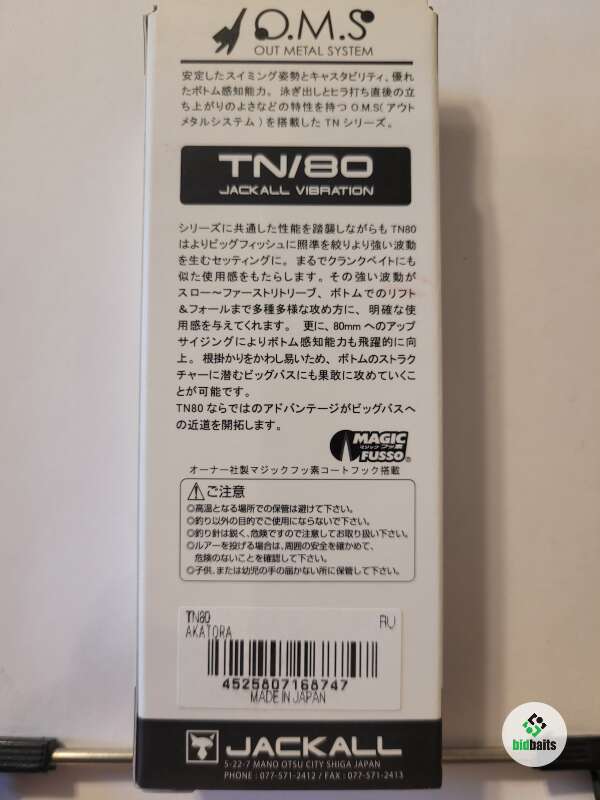 O.M.S
OUT METAL SYSTEM
安定したスイミング姿勢とキャスタビリティ、優れ
たボトム感知能力。泳ぎ出しとヒラ打ち直後の立
ち上がりのよさなどの特性を持つ O.M.S(アウト
メタルシステム)を搭載した TN シリーズ。
TN/80
JACKALL VIBRATION
シリーズに共通した性能を踏襲しながらも TN80
はよりビッグフィッシュに照準を絞りより強い波動
を生むセッティングに。まるでクランクベイトにも
似た使用感をもたらします。その強い波動が
スロー〜ファーストリトリーブ、ボトムでのリフト
&フォールまで多種多様な攻め方に、明確な使
用感を与えてくれます。 更に、80mm へのアップ
サイジングによりボトム感知能力も飛躍的に向
上。根掛かりをかわし易いため、ボトムのストラク
チャーに潜むビッグバスにも果敢に攻めていくこ
とが可能です。
TN80 ならではのアドバンテージがビッグバスへ
の近道を開拓します。
MAGIC
マジック フッ素
FUSSO®
オーナー社製マジックフッ素コートフック搭載
ご注意
◎高温となる場所での保管は避けて下さい。
◎釣り以外の目的でご使用にならないで下さい。
◎釣り針は鋭く、危険ですので注意してお取り扱い下さい。
◎ルアーを投げる場合は、周囲の安全を確かめて、
危険のないことを確認して下さい。
◎子供、または幼児の手の届かない所に保管して下さい。
TN80
AKATORA
RV
4525807168747
MADE IN JAPAN
JACKALL
5-22-7 MANO OTSU CITY SHIGA JAPAN
PHONE : 077-571-2412 / FAX : 077-571-2413
bidbaits